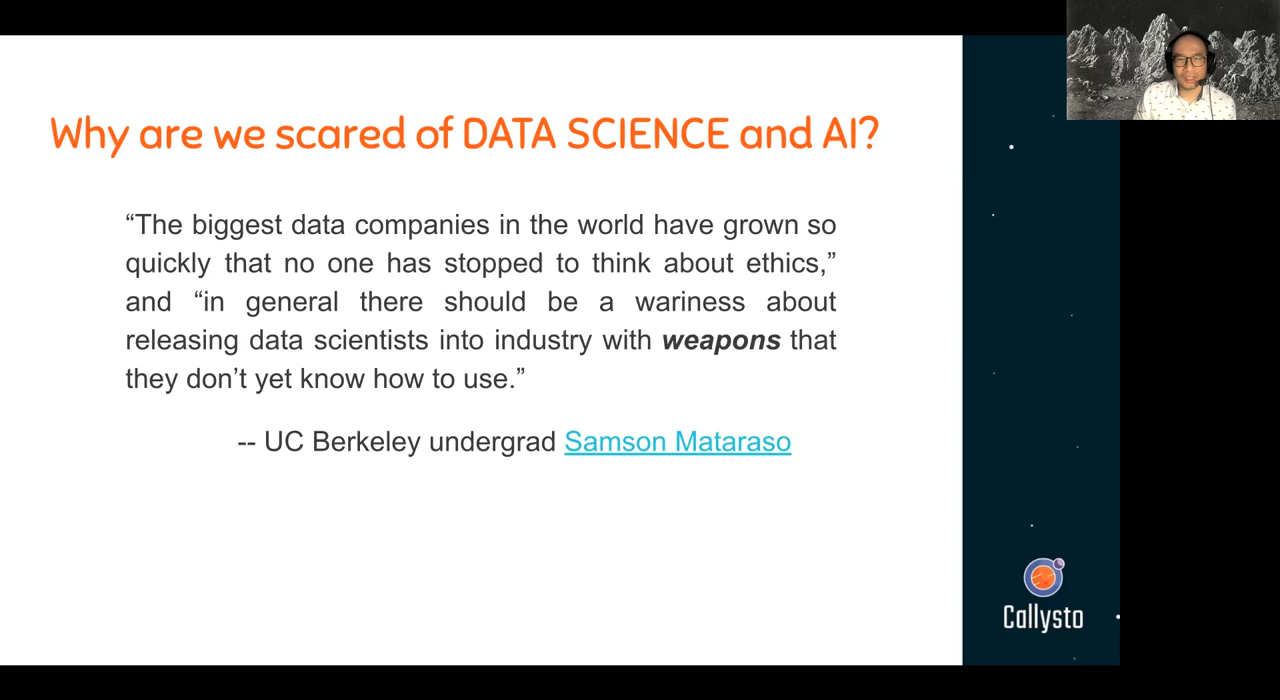 Why are we scared of DATA SCIENCE and AI?
“The biggest data companies in the world have grown so
quickly that no one has stopped to think about ethics,”
and “in general there should be a wariness about
releasing data scientists into industry with weapons that
they don’t yet know how to use.”
-- UC Berkeley undergrad Samson Mataraso
Callysto